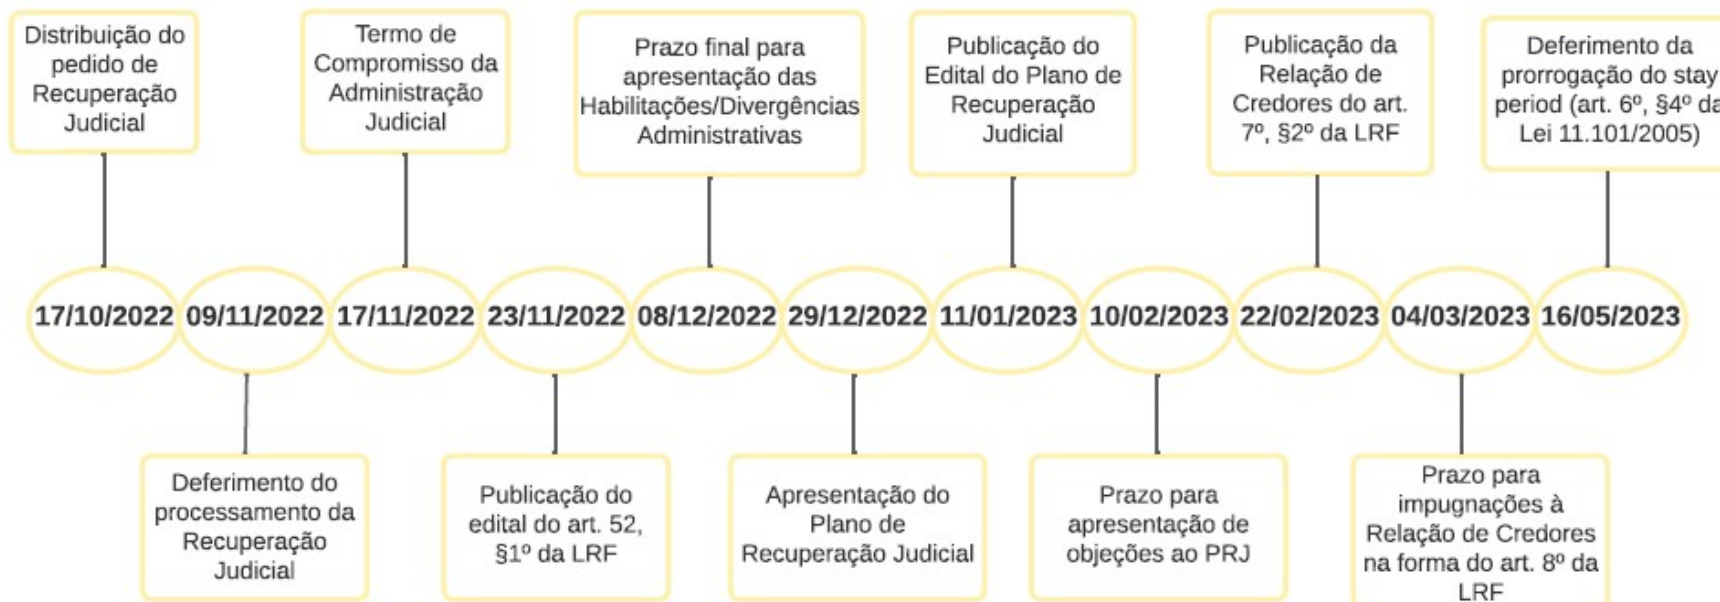 Distribuição do
pedido de
Recuperação
Judicial
Termo de
Compromisso da
Administração
Judicial
Prazo final para
apresentação das
Habilitações/Divergências
Administrativas
Publicação do
Edital do Plano de
Recuperação
Judicial
Publicação da
Relação de
Credores do art.
7º, §2º da LRF
Deferimento da
prorrogação do stay
period (art. 6º, §4º da
Lei 11.101/2005)
17/10/2022 09/11/2022 17/11/2022 23/11/2022 08/12/2022 29/12/2022 11/01/2023 10/02/2023 22/02/2023 04/03/2023 16/05/2023
Deferimento do
processamento da
Recuperação
Judicial
Publicação do
edital do art. 52,
§1º da LRF
Apresentação do
Plano de
Recuperação Judicial
Prazo para
apresentação de
objeções ao PRJ
Prazo para
impugnações à
Relação de Credores
na forma do art. 8º da
LRF